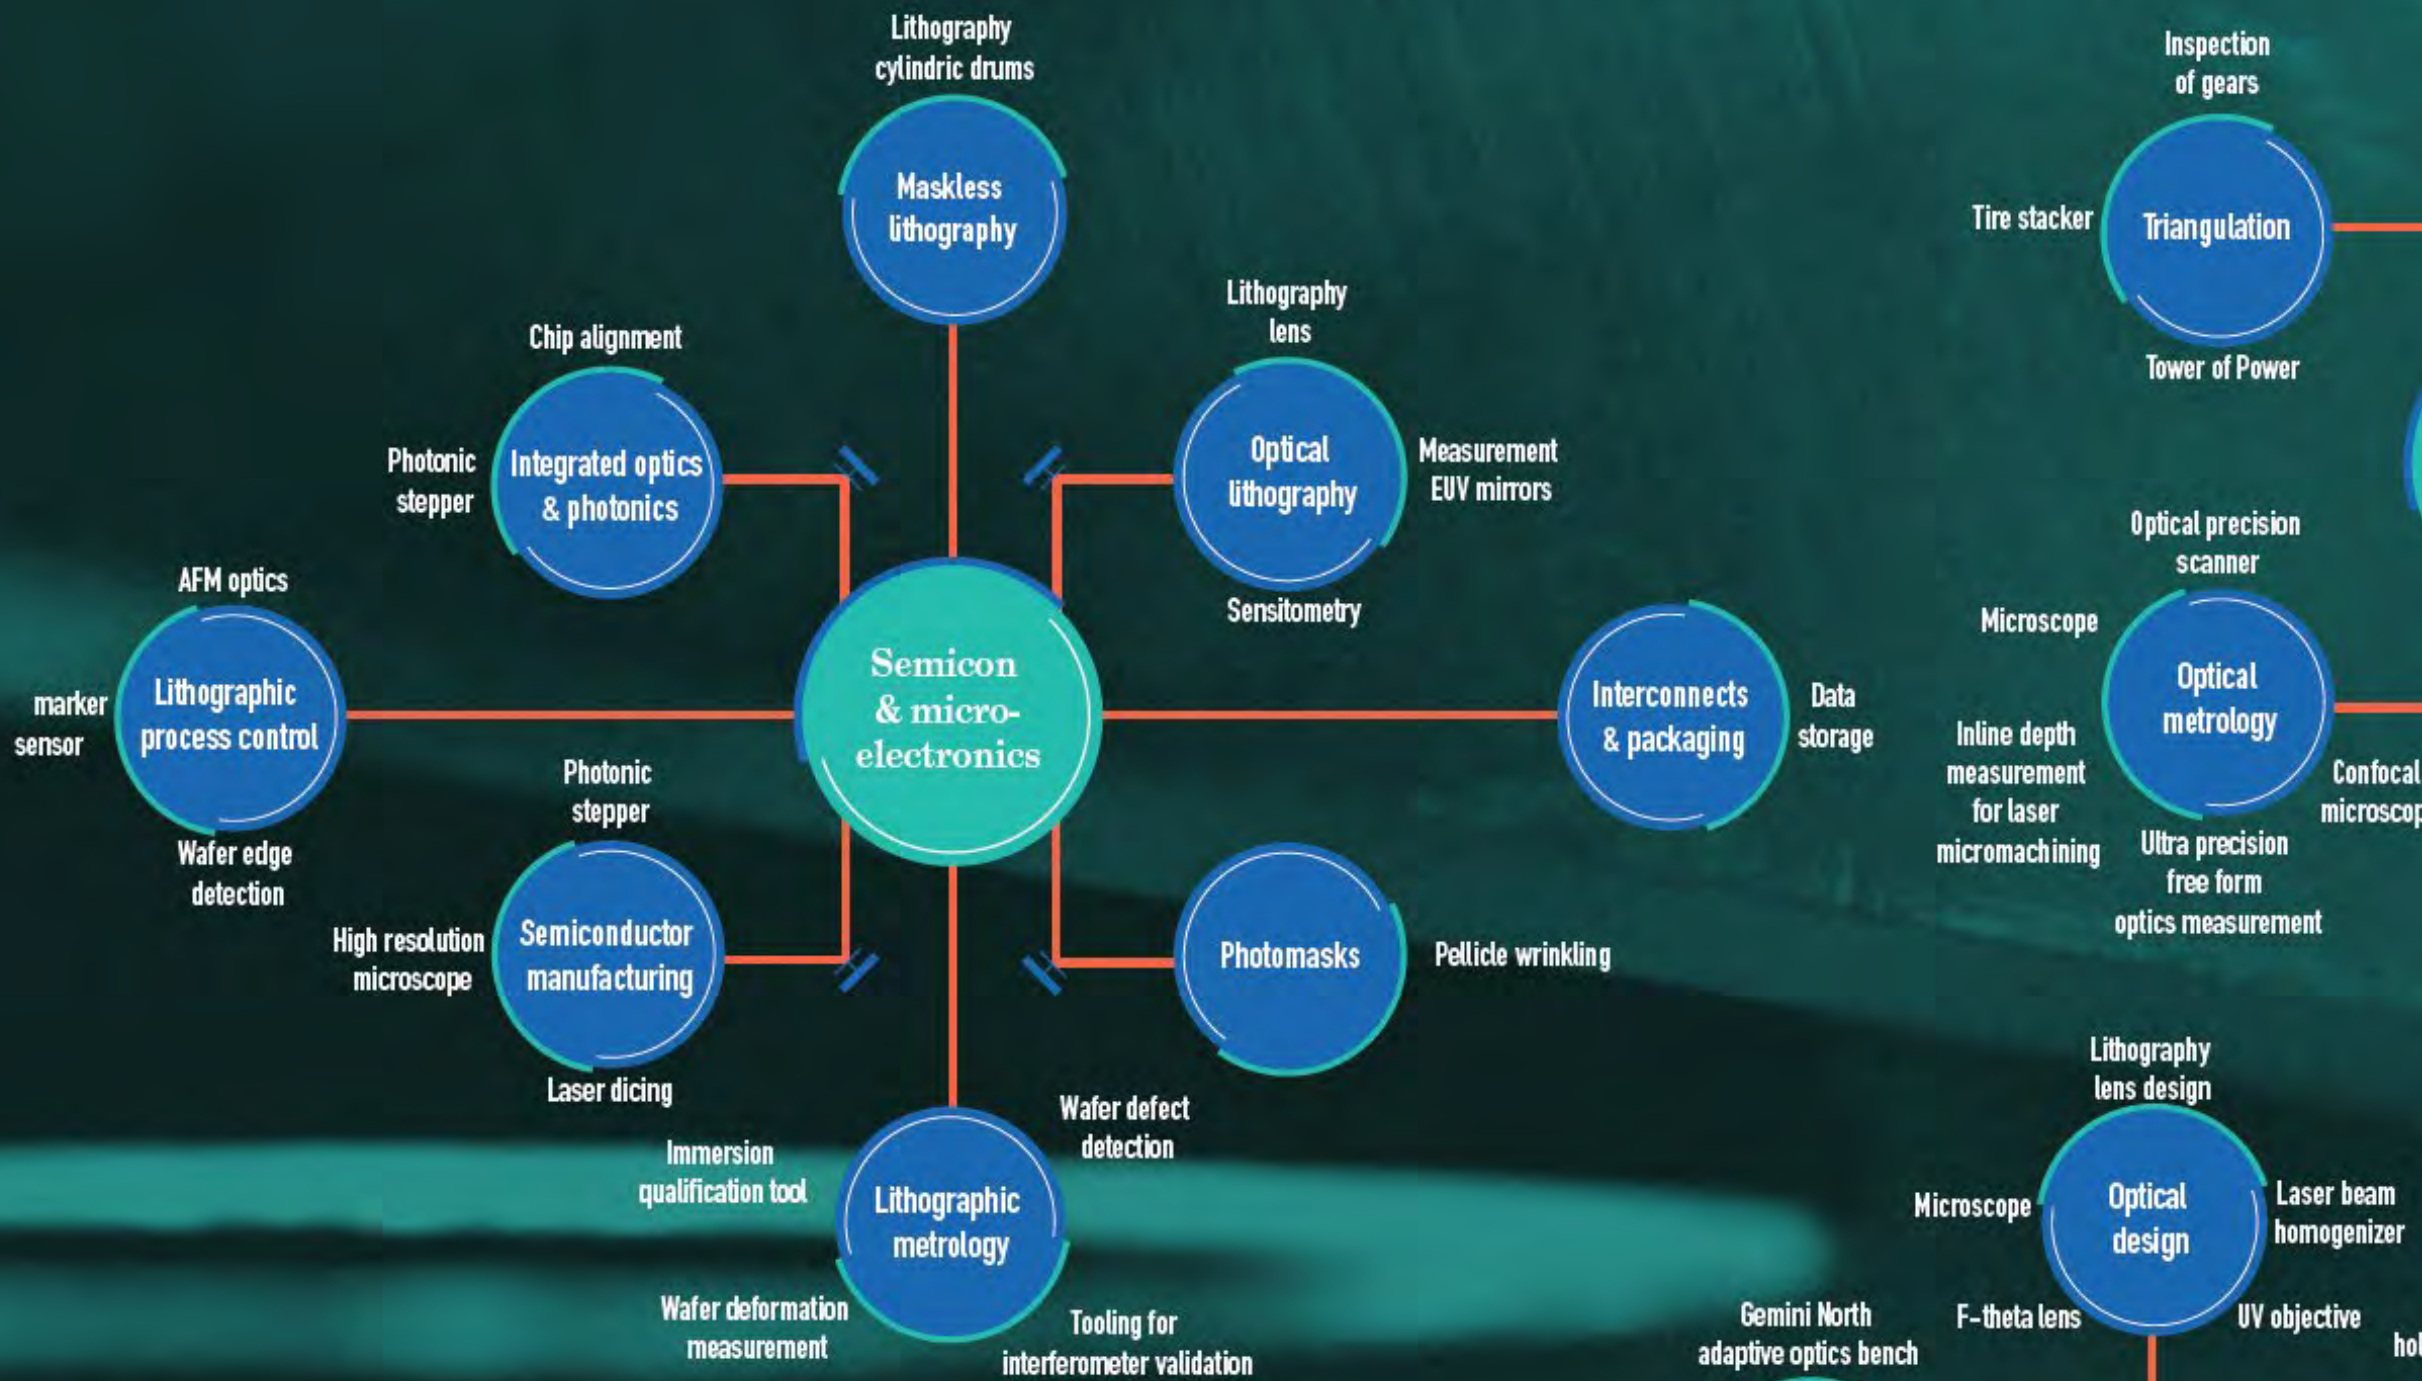 Lithography
cylindric drums
Maskless
lithography
Chip alignment
Photonic
stepper
Integrated optics
& photonics
Lithography
lens
Optical
lithography
Measurement
EUV mirrors
Sensitometry
AFM optics
marker
sensor
Lithographic
process control
Wafer edge
detection
Semicon
& micro-
electronics
Interconnects
& packaging
Data
storage
Photonic
stepper
High resolution
microscope
Semiconductor
manufacturing
Laser dicing
Photomasks
Pellicle wrinkling
Immersion
qualification tool
Wafer defect
detection
Lithographic
metrology
Wafer deformation
measurement
Tooling for
interferometer validation
Inspection
of gears
Tire stacker
Triangulation
Tower of Power
Optical precision
scanner
Microscope
Optical
metrology
Inline depth
measurement
for laser
micromachining
Confocal
microscop
Ultra precision
free form
optics measurement
Lithography
lens design
Microscope
Optical
design
Laser beam
homogenizer
F-theta lens
UV objective
Gemini North
adaptive optics bench